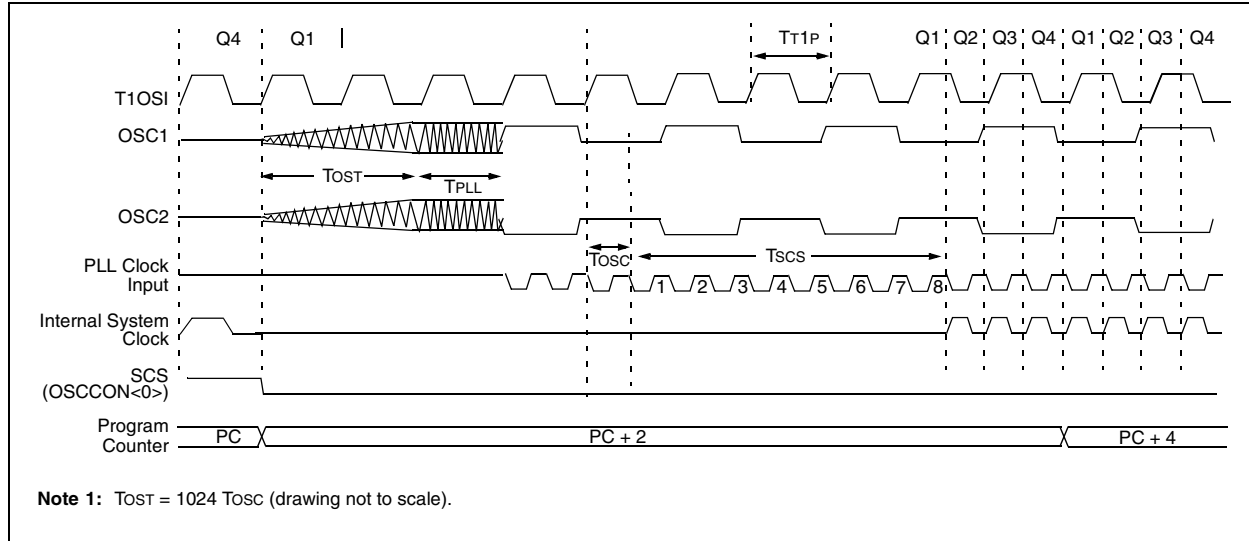 Q4 Q1 TT1P Q1 Q2 Q3 Q4 Q1 Q2 Q3 Q4
T1OSI
OSC1
TOST TPLL
OSC2
TOSC TSCS
PLL Clock
Input
1 2 3 4 5 6 7 8
Internal System
Clock
SCS
(OSCCON<0>)
Program
Counter
PC PC + 2 PC + 4
Note 1: TOST = 1024 TOSC (drawing not to scale).